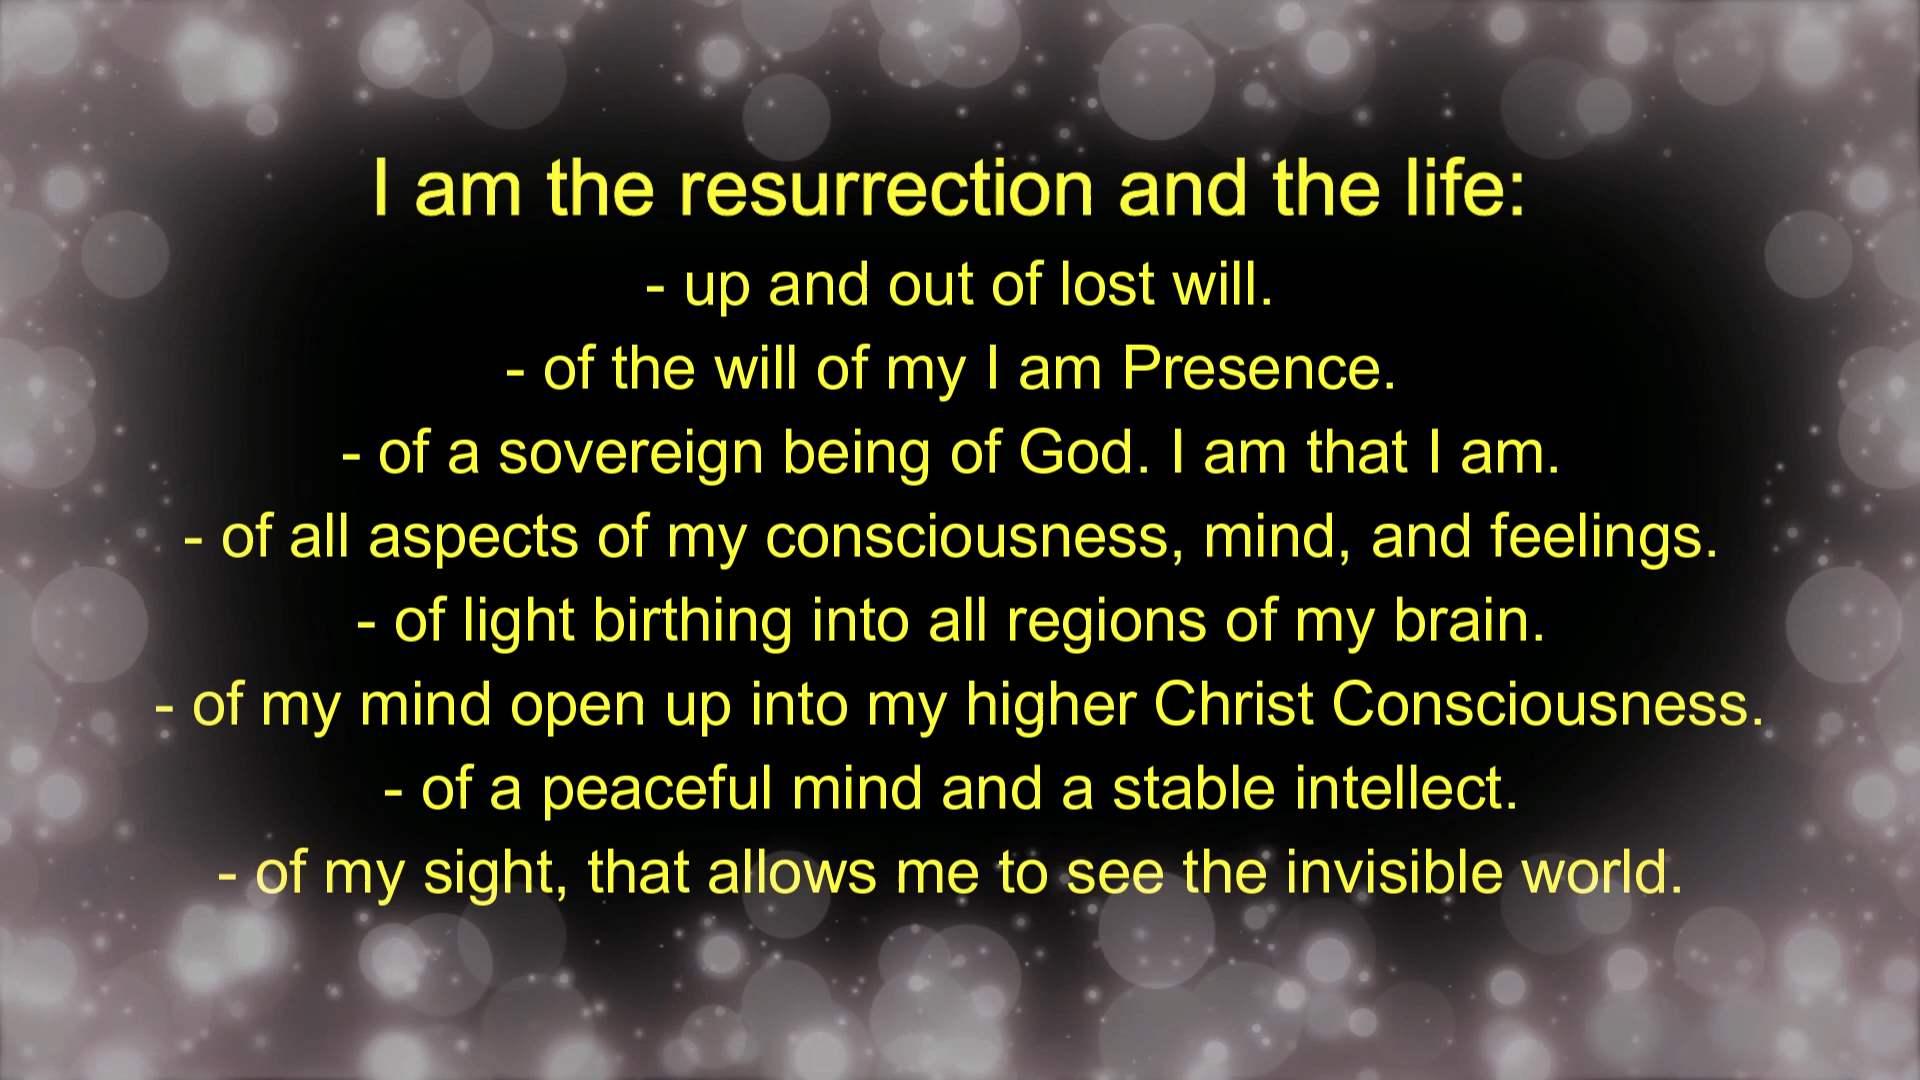 I am the resurrection and the life:
- up and out of lost will.
- of the will of my I am Presence.
- of a sovereign being of God. I am that I am.
- of all aspects of my consciousness, mind, and feelings.
- of light birthing into all regions of my brain.
- of my mind open up into my higher Christ Consciousness.
- of a peaceful mind and a stable intellect.
- of my sight, that allows me to see the invisible world.